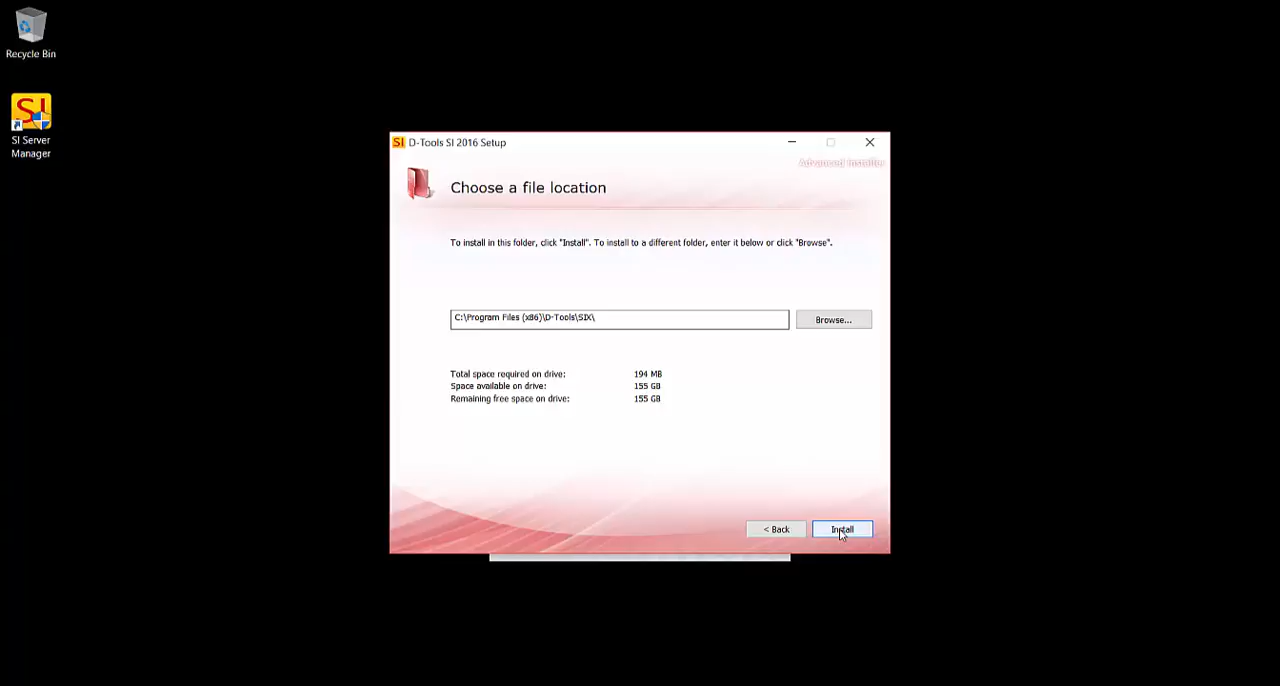 Recycle Bin
SI
SI Server
Manager
SI D-Tools SI 2016 Setup
Advanced Installer
Choose a file location
To install in this folder, click "Install". To install to a different folder, enter it below or click "Browse".
C:\Program Files (x86)\D-Tools\SIX\
Browse...
Total space required on drive: 194 MB
Space available on drive: 155 GB
Remaining free space on drive: 155 GB
< Back
Install